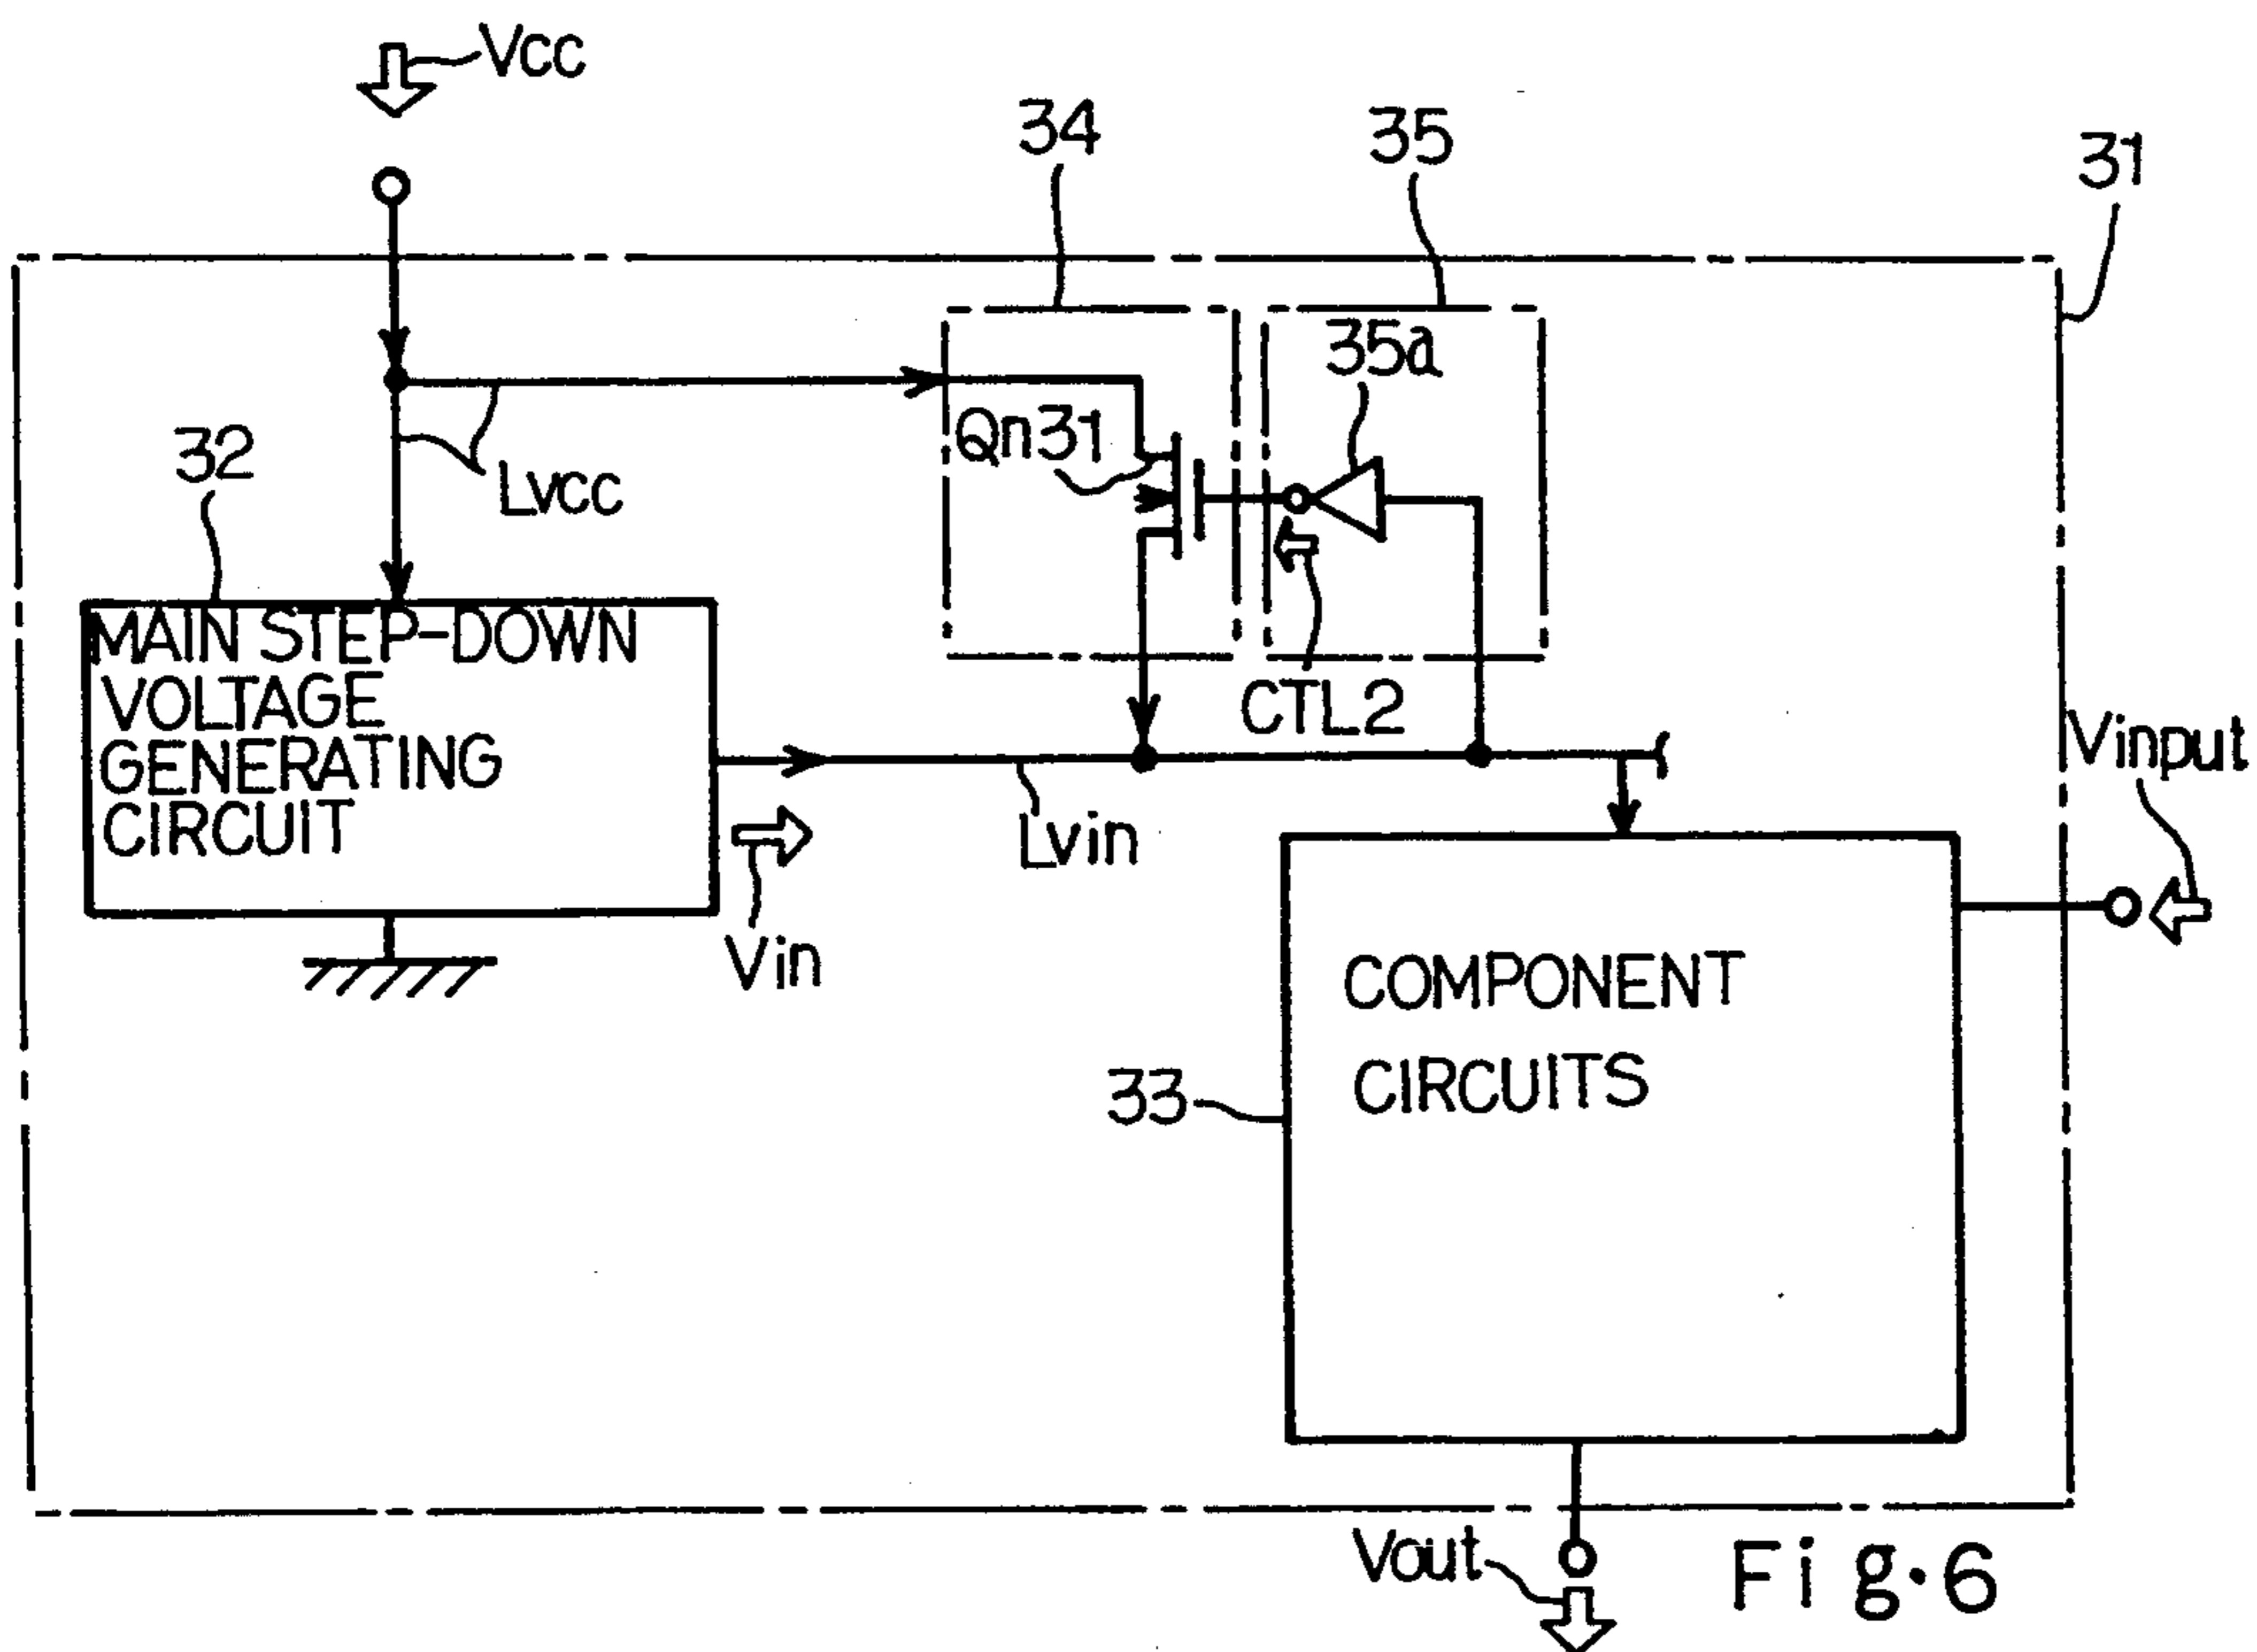 Vcc
34
35
31
35a
Qn31
32
Lvcc
MAIN STEP-DOWN
VOLTAGE
GENERATING
CIRCUIT
CTL2
Vinput
Lvin
Vin
COMPONENT
CIRCUITS
33
Vout
Fig.6